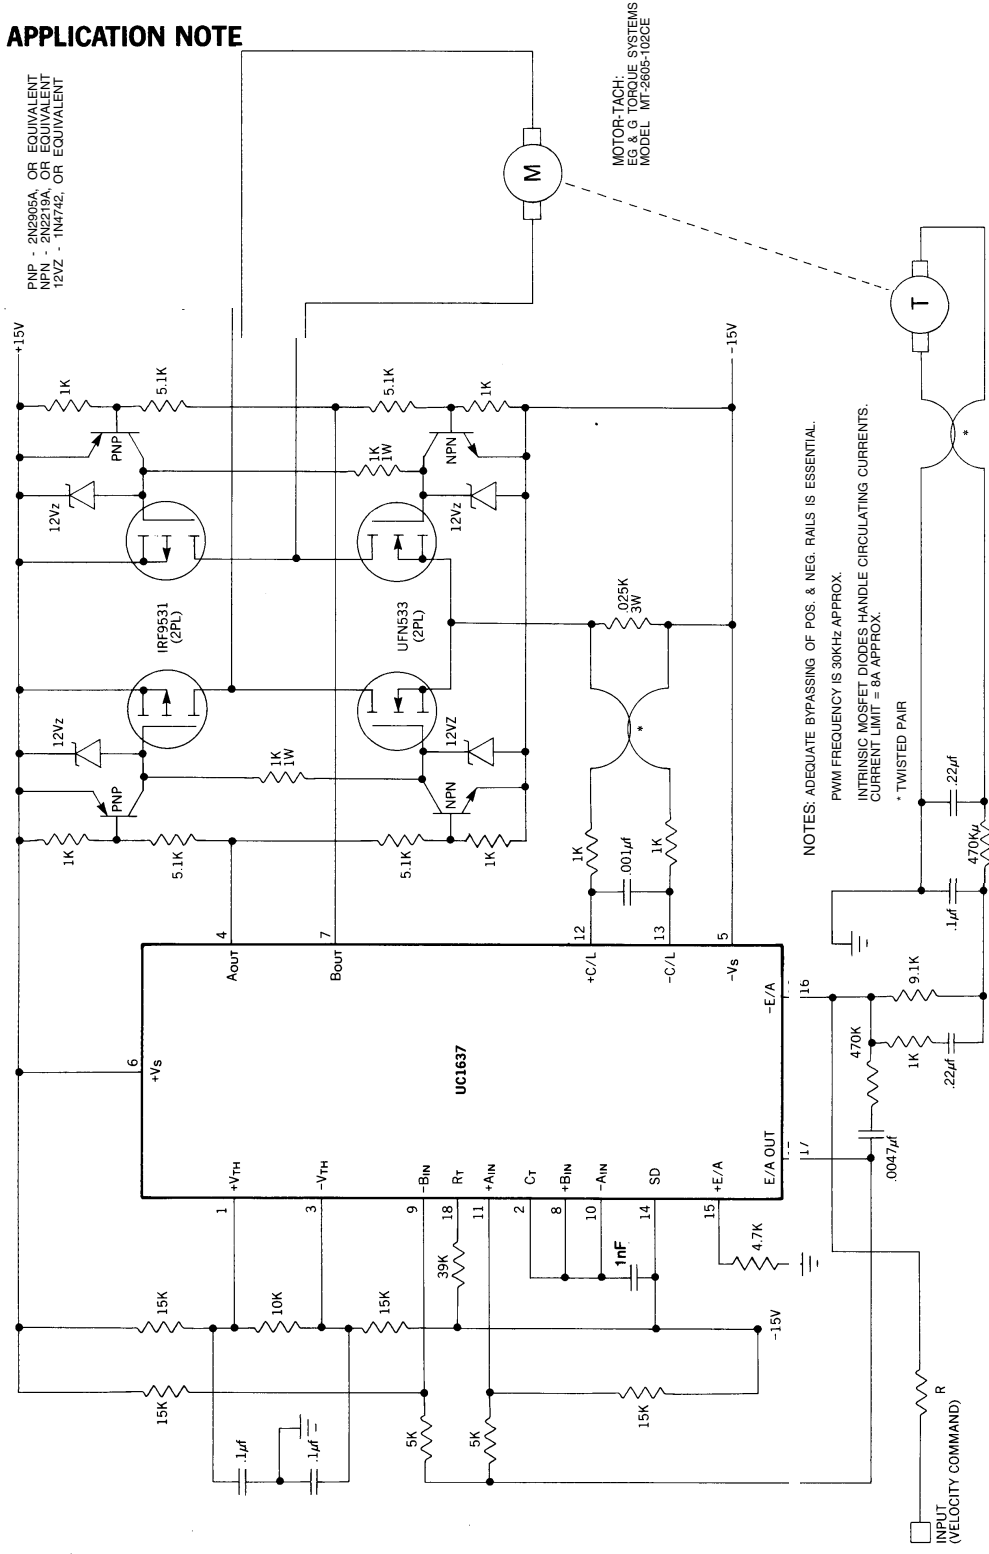 APPLICATION NOTE
PNP - 2N2905A, OR EQUIVALENT
NPN - 2N2219A, OR EQUIVALENT
12VZ - 1N4742, OR EQUIVALENT
MOTOR-TACH:
EG & G TORQUE SYSTEMS
MODEL MT-2605-102CE
M
T
+15V
1K
5.1K
5.1K
1K
-15V
PNP
1K
1W
NPN
12Vz
12Vz
IRF9531
(2PL)
UFN533
(2PL)
.025K
3W
*
*
12Vz
1K
1W
12VZ
PNP
NPN
1K
5.1K
5.1K
1K
1K
.001µf
1K
NOTES: ADEQUATE BYPASSING OF POS. & NEG. RAILS IS ESSENTIAL.
PWM FREQUENCY IS 30KHz APPROX.
INTRINSIC MOSFET DIODES HANDLE CIRCULATING CURRENTS.
CURRENT LIMIT = 8A APPROX.
* TWISTED PAIR
.22µf
470Kµ
.1µf
4
7
12
13
5
AOUT
BOUT
+C/L
-C/L
-VS
6
+VS
UC1637
-E/A
16
9.1K
470K
1K
.22µf
E/A OUT
17
.0047µf
+VTH
-VTH
-BIN
RT
+AIN
CT
+BIN
-AIN
SD
+E/A
1
3
9
18
11
2
8
10
14
15
39K
1nF
4.7K
15K
10K
15K
-15V
15K
15K
5K
5K
.1µf
.1µf
R
INPUT
(VELOCITY COMMAND)